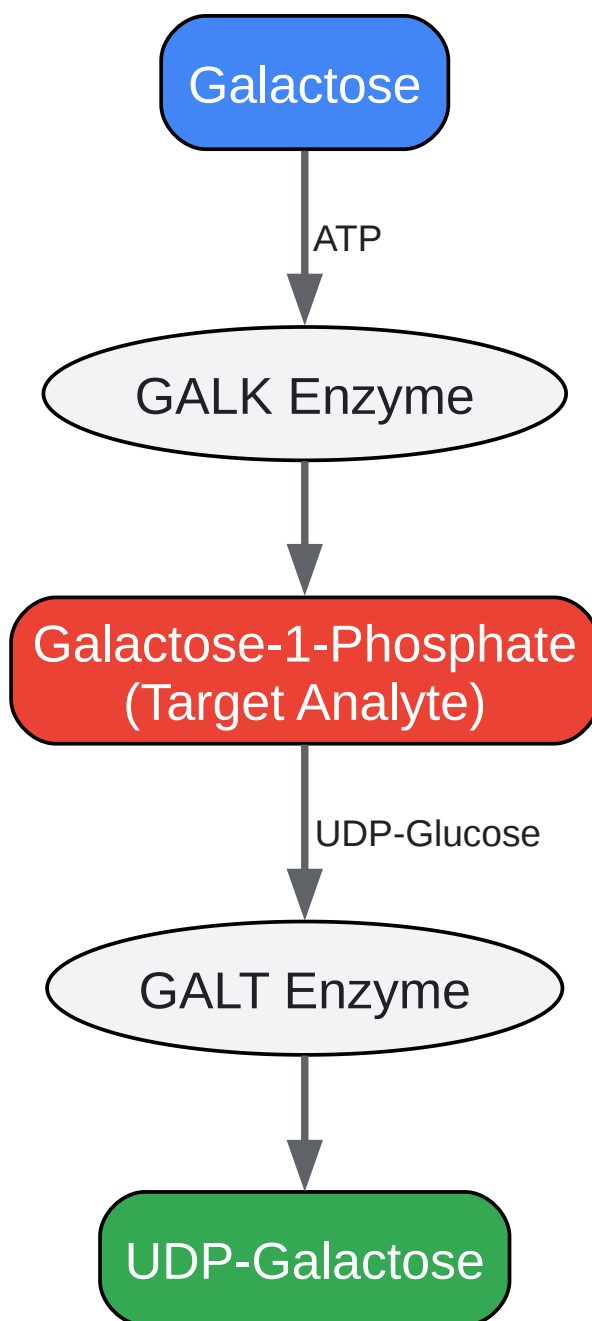 Galactose
ATP
GALK Enzyme
Galactose-1-Phosphate
(Target Analyte)
UDP-Glucose
GALT Enzyme
UDP-Galactose